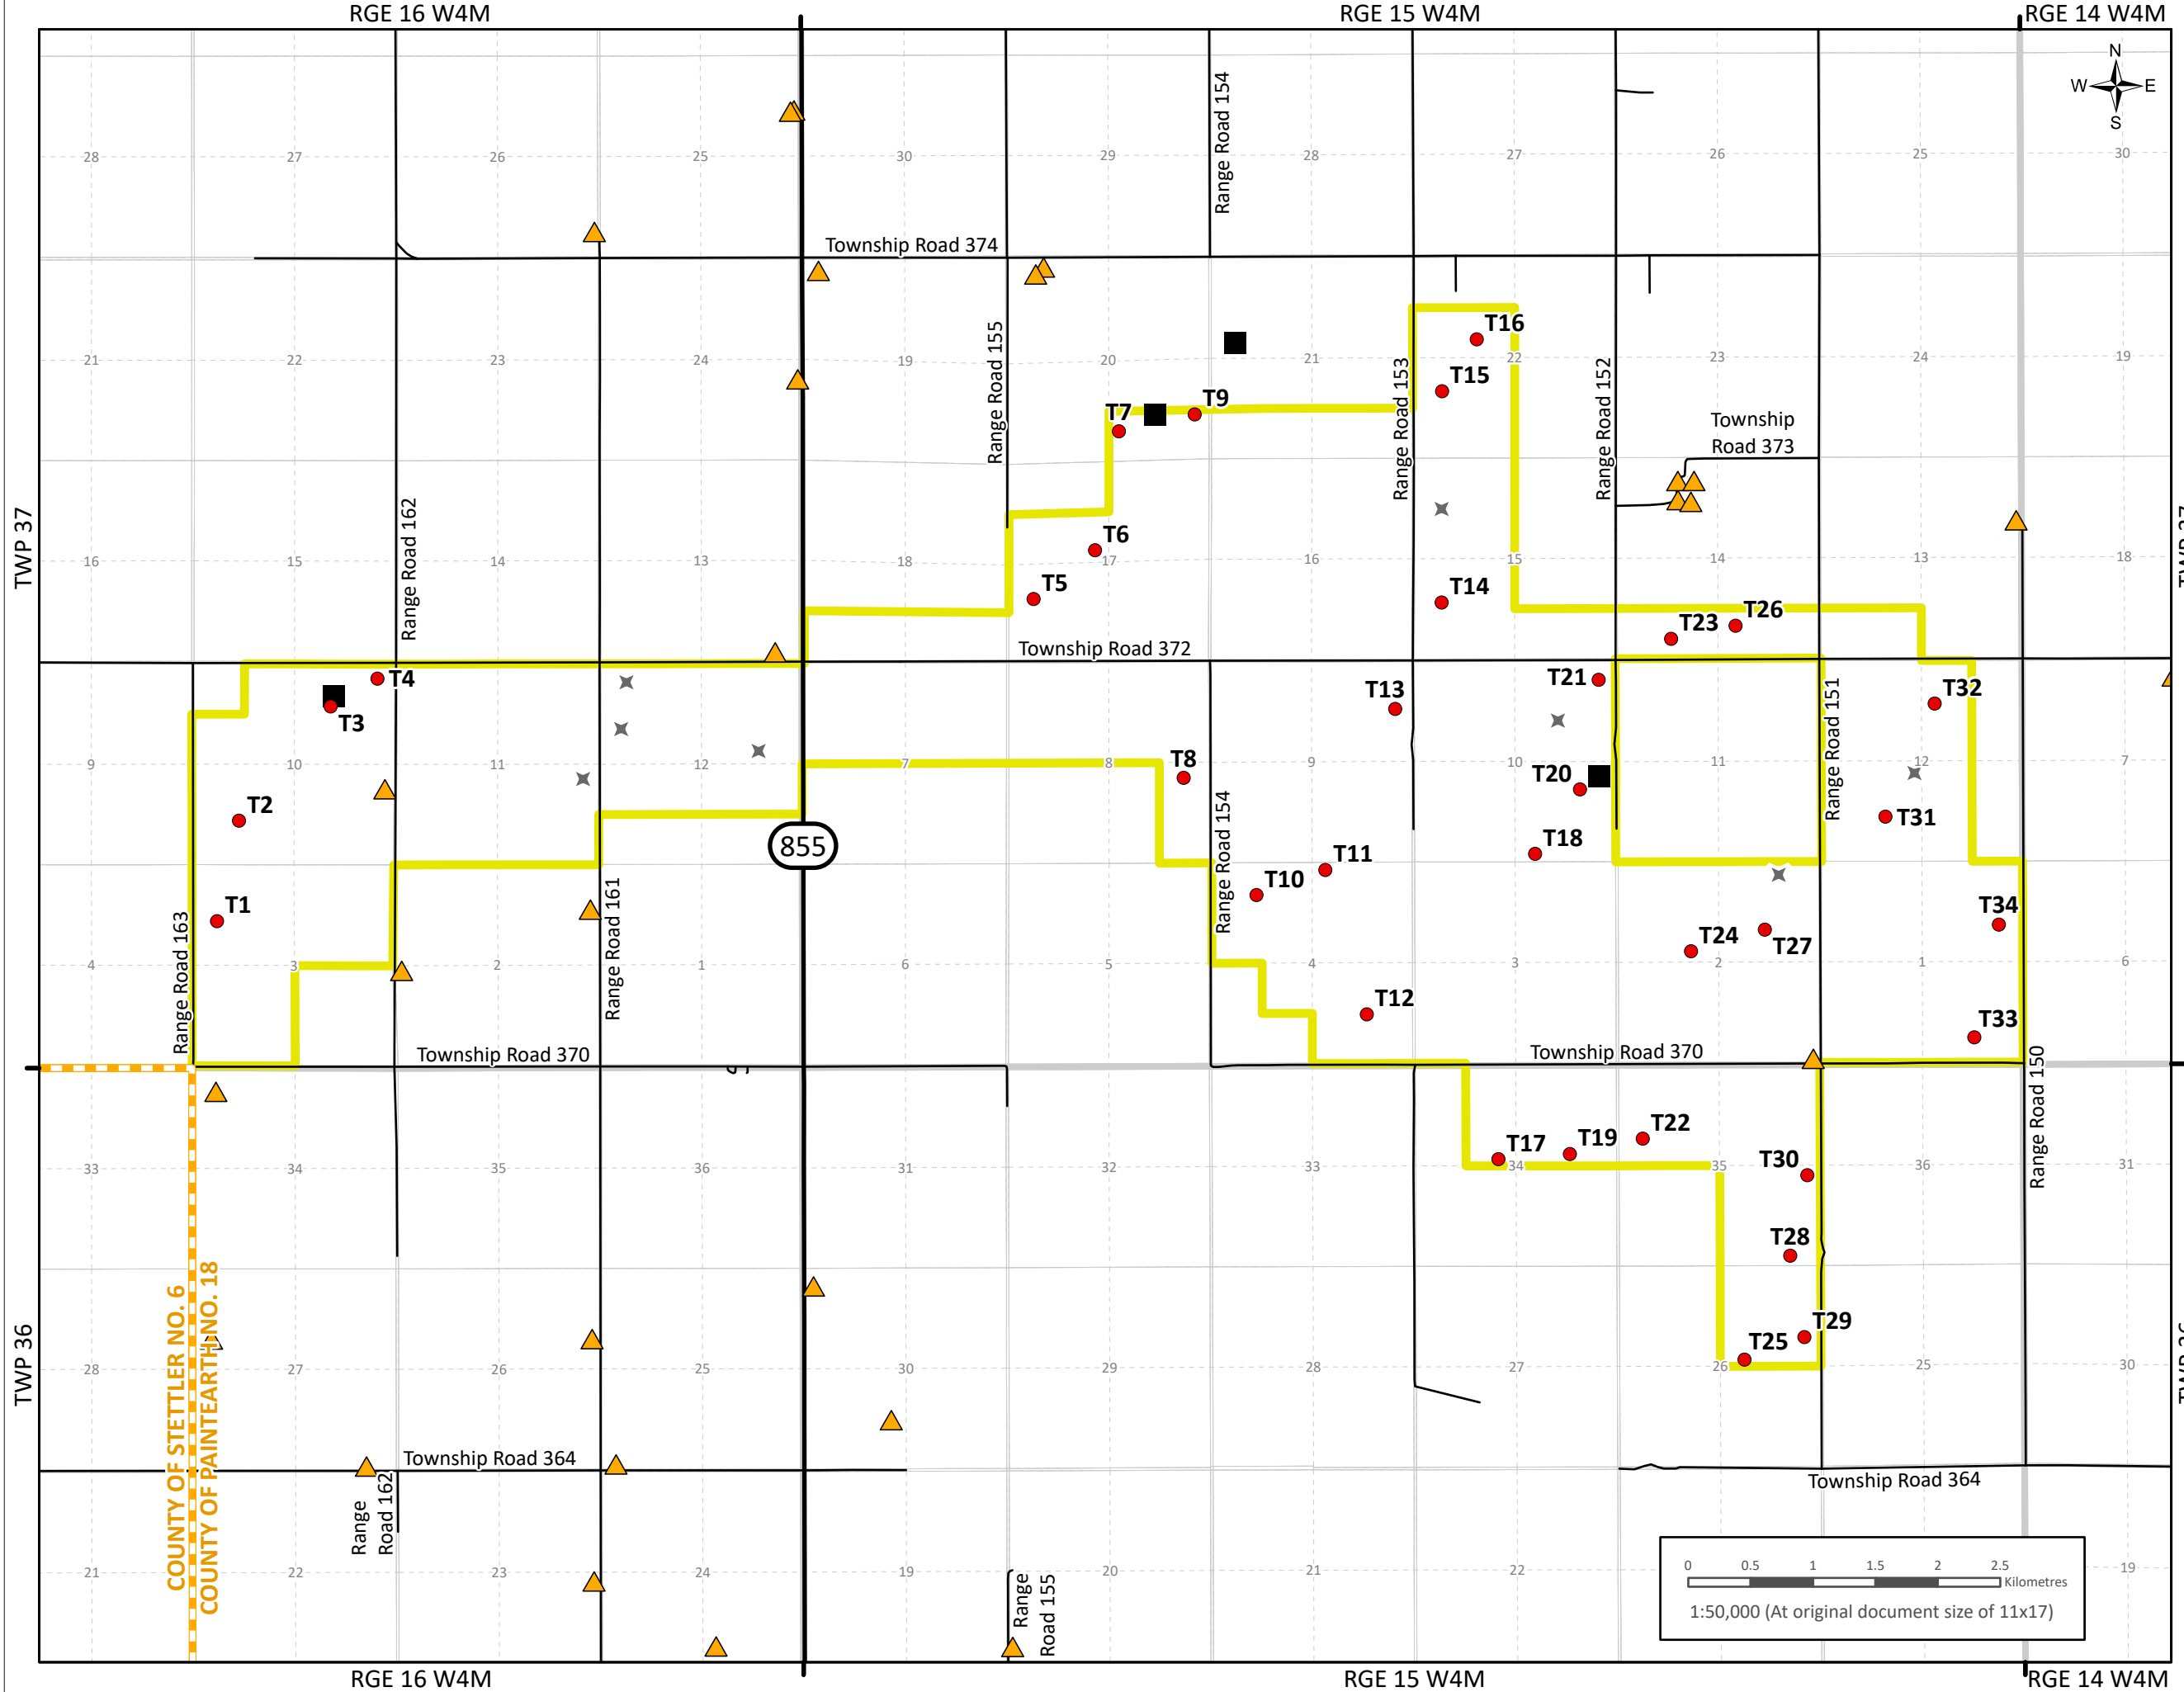 RGE 16 W4M
RGE 15 W4M
RGE 14 W4M
N
W E
S
Range Road 154
28
27
26
25
30
29
28
27
26
25
30
Township Road 374
Range Road 155
T16
21
22
23
24
19
20
21
22
23
24
19
Range Road 153
Range Road 152
T15
T7
T9
Township
Road 373
TWP 37
Range Road 162
T6
16
15
14
13
18
17
16
15
14
13
18
T5
T14
T26
T23
Township Road 372
T4
T3
T13
T21
T32
Range Road 151
9
10
11
12
7
8
T8
9
10
11
12
7
T20
T2
T31
855
Range Road 154
T18
T11
T10
T1
Range Road 163
Range Road 161
T34
T24
T27
4
3
2
1
6
5
4
3
2
1
6
T12
T33
Township Road 370
Township Road 370
Range Road 150
T17
T19
T22
T30
33
34
35
36
31
32
33
34
35
36
31
T28
COUNTY OF STETTLER NO. 6
COUNTY OF PAINTEARTH NO. 18
TWP 36
T29
T25
28
27
26
25
30
29
28
27
26
25
30
Township Road 364
Township Road 364
Range
Road 162
21
22
23
24
19
20
21
22
19
Range
Road 155
0 0.5 1 1.5 2 2.5
Kilometres
1:50,000 (At original document size of 11x17)
RGE 16 W4M
RGE 15 W4M
RGE 14 W4M